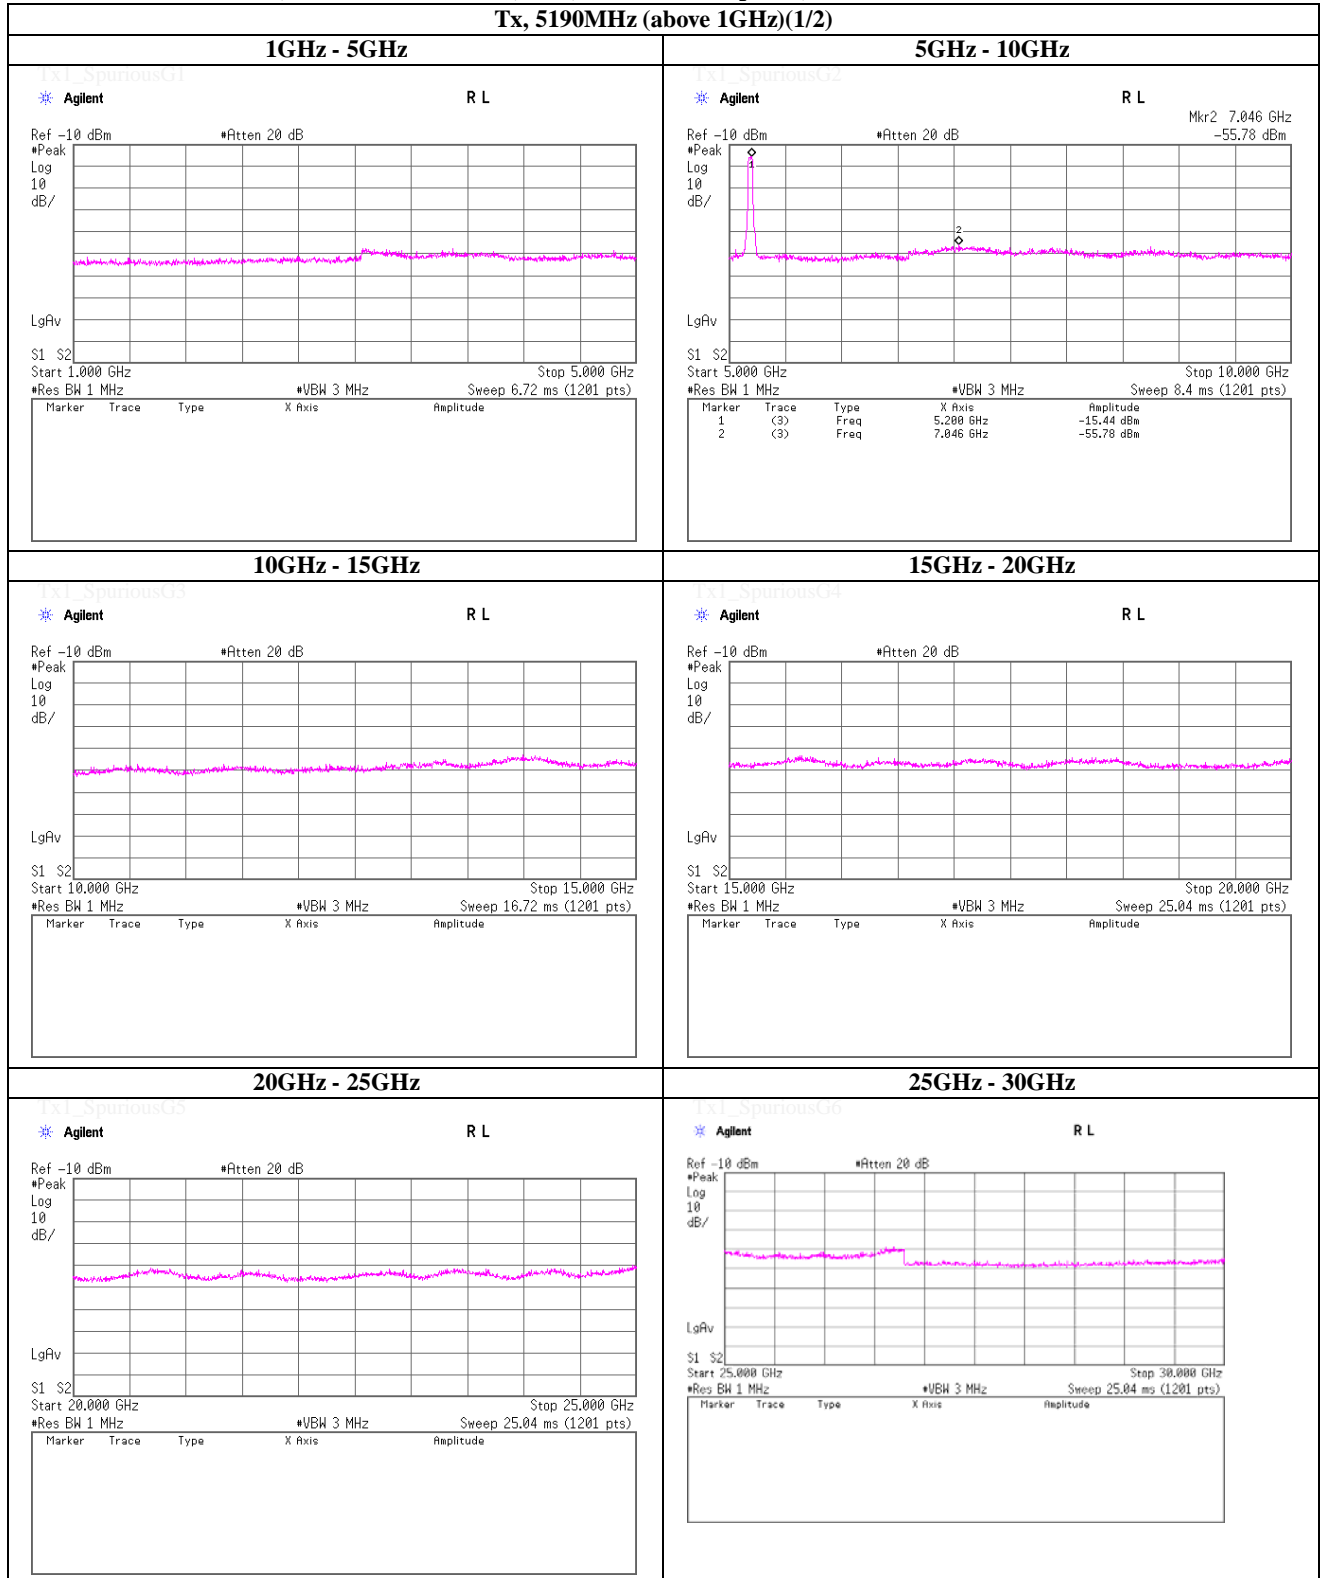 Tx, 5190MHz (above 1GHz)(1/2)
1GHz - 5GHz
Tx1_SpuriousG1
Agilent R L
Ref -10 dBm #Atten 20 dB
#Peak
Log
10
dB/
LgAv
S1 S2
Start 1.000 GHz Stop 5.000 GHz
#Res BW 1 MHz #VBW 3 MHz Sweep 6.72 ms (1201 pts)
Marker Trace Type X Axis Amplitude
5GHz - 10GHz
Tx1_SpuriousG2
Agilent R L
Mkr2 7.046 GHz
Ref -10 dBm #Atten 20 dB -55.78 dBm
#Peak
Log
10
dB/
1
2
LgAv
S1 S2
Start 5.000 GHz Stop 10.000 GHz
#Res BW 1 MHz #VBW 3 MHz Sweep 8.4 ms (1201 pts)
Marker Trace Type X Axis Amplitude
1 (3) Freq 5.200 GHz -15.44 dBm
2 (3) Freq 7.046 GHz -55.78 dBm
10GHz - 15GHz
Tx1_SpuriousG3
Agilent R L
Ref -10 dBm #Atten 20 dB
#Peak
Log
10
dB/
LgAv
S1 S2
Start 10.000 GHz Stop 15.000 GHz
#Res BW 1 MHz #VBW 3 MHz Sweep 16.72 ms (1201 pts)
Marker Trace Type X Axis Amplitude
15GHz - 20GHz
Tx1_SpuriousG4
Agilent R L
Ref -10 dBm #Atten 20 dB
#Peak
Log
10
dB/
LgAv
S1 S2
Start 15.000 GHz Stop 20.000 GHz
#Res BW 1 MHz #VBW 3 MHz Sweep 25.04 ms (1201 pts)
Marker Trace Type X Axis Amplitude
20GHz - 25GHz
Tx1_SpuriousG5
Agilent R L
Ref -10 dBm #Atten 20 dB
#Peak
Log
10
dB/
LgAv
S1 S2
Start 20.000 GHz Stop 25.000 GHz
#Res BW 1 MHz #VBW 3 MHz Sweep 25.04 ms (1201 pts)
Marker Trace Type X Axis Amplitude
25GHz - 30GHz
Tx1_SpuriousG6
Agilent R L
Ref -10 dBm #Atten 20 dB
#Peak
Log
10
dB/
LgAv
S1 S2
Start 25.000 GHz Stop 30.000 GHz
#Res BW 1 MHz #VBW 3 MHz Sweep 25.04 ms (1201 pts)
Marker Trace Type X Axis Amplitude